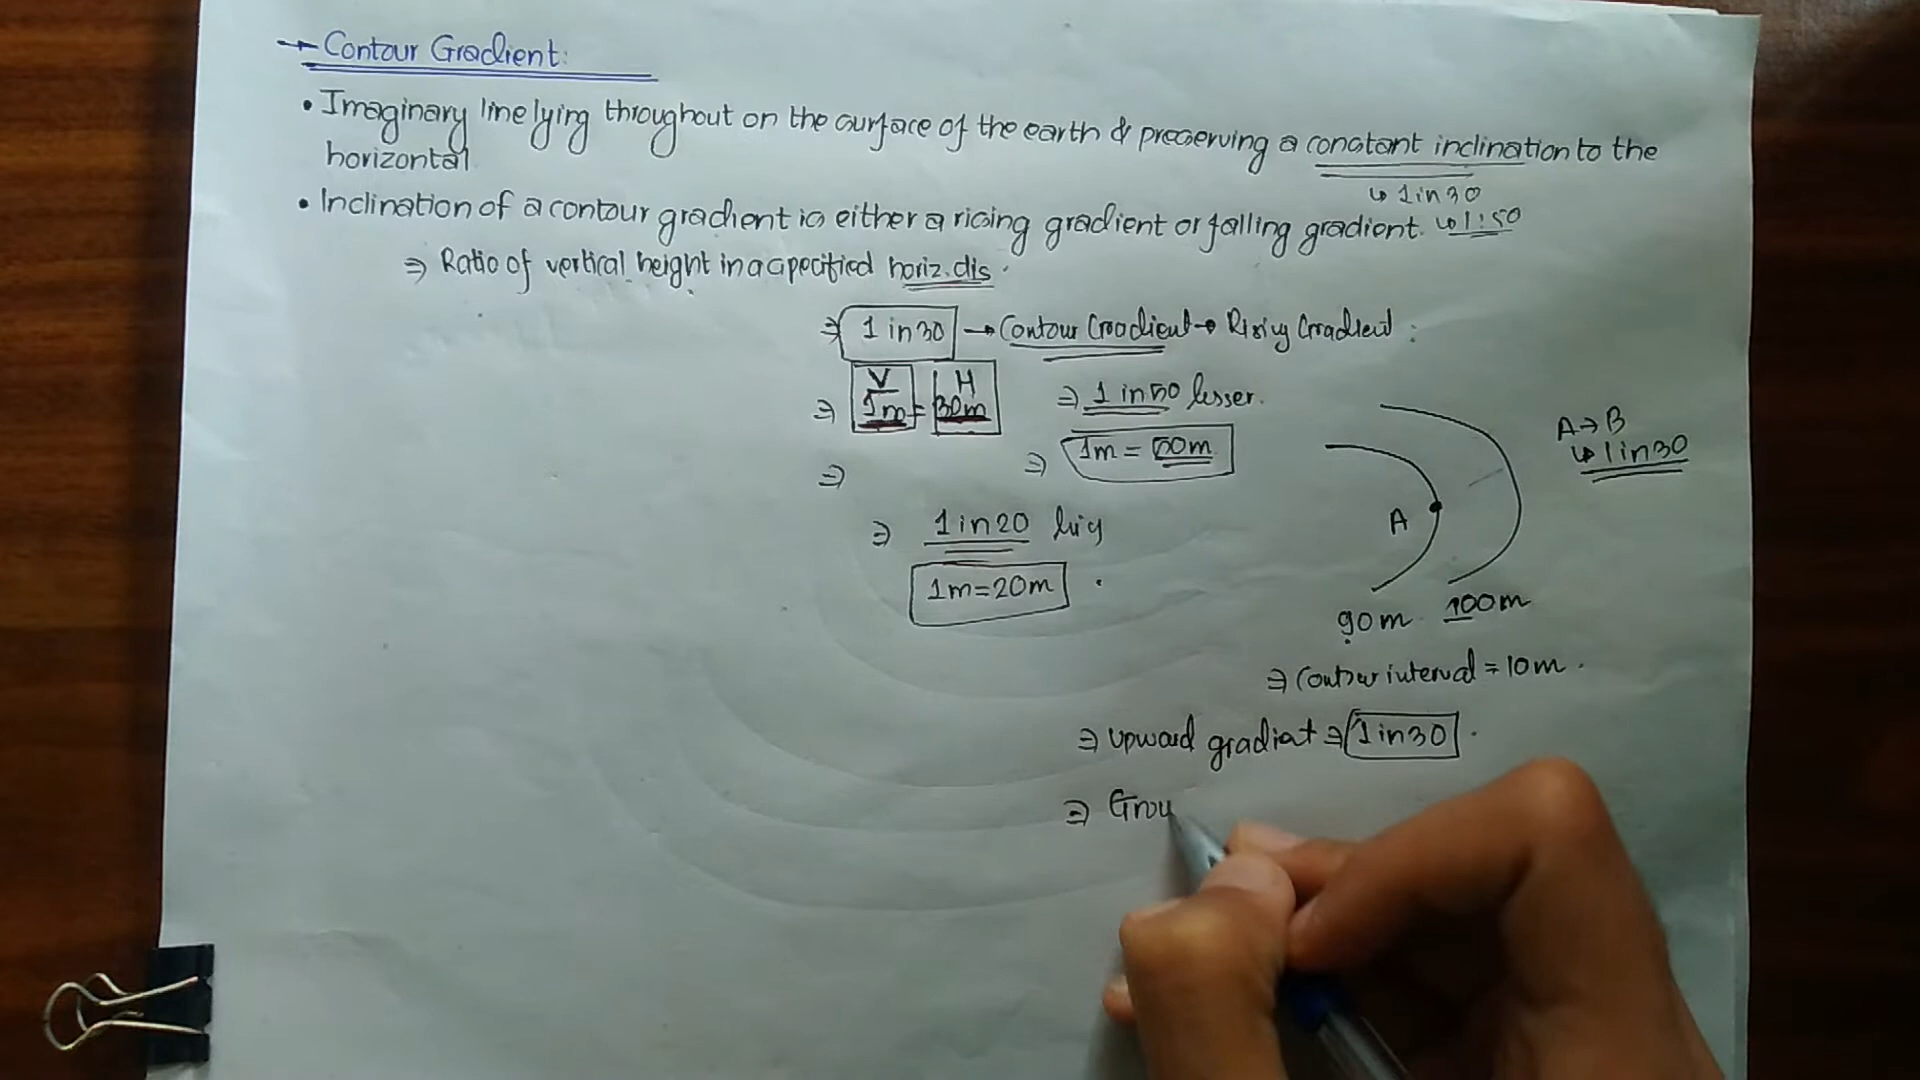 → Contour Gradient:
• Imaginary line lying throughout on the surface of the earth & preserving a constant inclination to the
horizontal
↳ 1 in 30
• Inclination of a contour gradient is either a rising gradient or falling gradient. ↳ 1:50
⇒ Ratio of vertical height in a specified horiz. dis.
⇒ 1 in 30 → Contour Gradient → Rising Gradient :
V H
⇒ 1m = 30m
⇒ 1 in 50 lesser.
⇒ 1m = 50m
⇒
⇒ 1 in 20 hig
1m = 20m .
A → B
↳ 1 in 30
A
90m 100m
⇒ Contour interval = 10m .
⇒ upward gradiat ⇒ 1 in 30 .
⇒ Grou